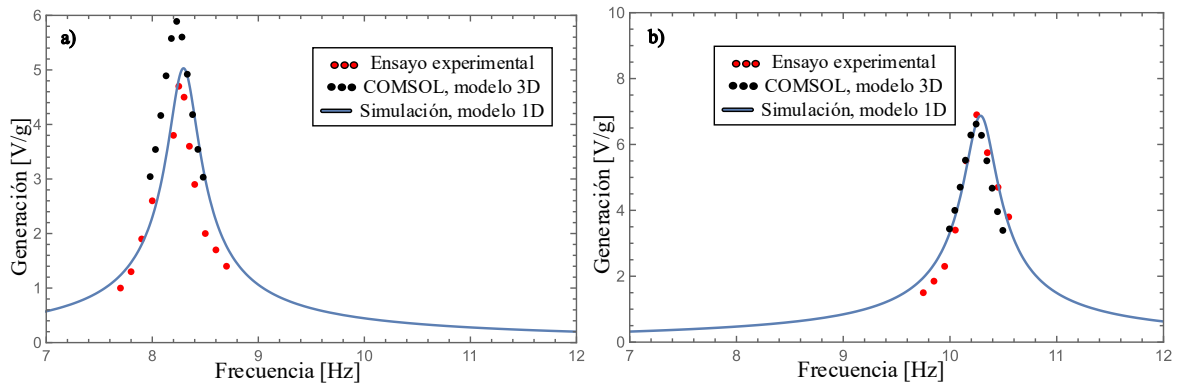 a)
Ensayo experimental
COMSOL, modelo 3D
Simulación, modelo 1D
Generación [V/g]
6
5
4
3
2
1
0
7 8 9 10 11 12
Frecuencia [Hz]
b)
Ensayo experimental
COMSOL, modelo 3D
Simulación, modelo 1D
Generación [V/g]
10
8
6
4
2
0
7 8 9 10 11 12
Frecuencia [Hz]